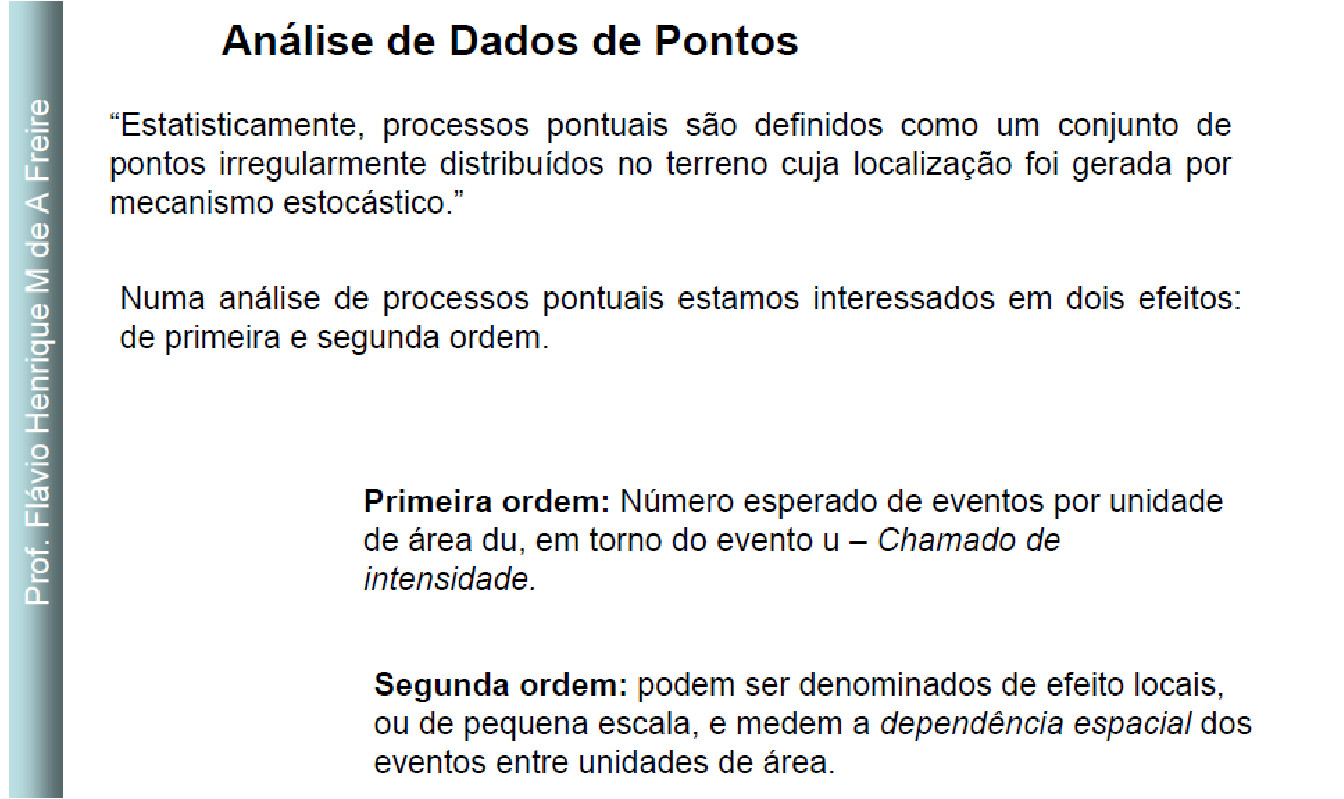 Análise de Dados de Pontos
“Estatisticamente, processos pontuais são definidos como um conjunto de
pontos irregularmente distribuídos no terreno cuja localização foi gerada por
mecanismo estocástico.”
Numa análise de processos pontuais estamos interessados em dois efeitos:
de primeira e segunda ordem.
Primeira ordem: Número esperado de eventos por unidade
de área du, em torno do evento u – Chamado de
intensidade.
Segunda ordem: podem ser denominados de efeito locais,
ou de pequena escala, e medem a dependência espacial dos
eventos entre unidades de área.
Prof. Flávio Henrique M de A Freire